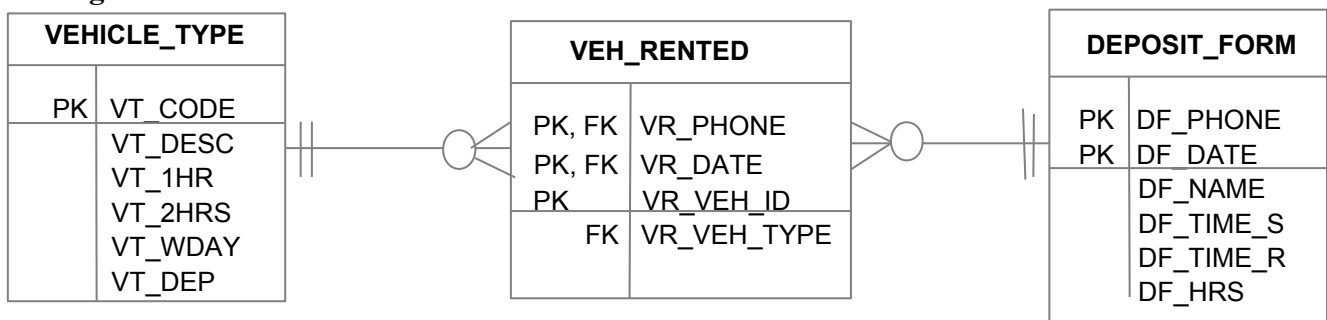 VEHICLE_TYPE
PK VT_CODE
VT_DESC
VT_1HR
VT_2HRS
VT_WDAY
VT_DEP
VEH_RENTED
PK, FK VR_PHONE
PK, FK VR_DATE
PK VR_VEH_ID
FK VR_VEH_TYPE
DEPOSIT_FORM
PK DF_PHONE
PK DF_DATE
DF_NAME
DF_TIME_S
DF_TIME_R
DF_HRS